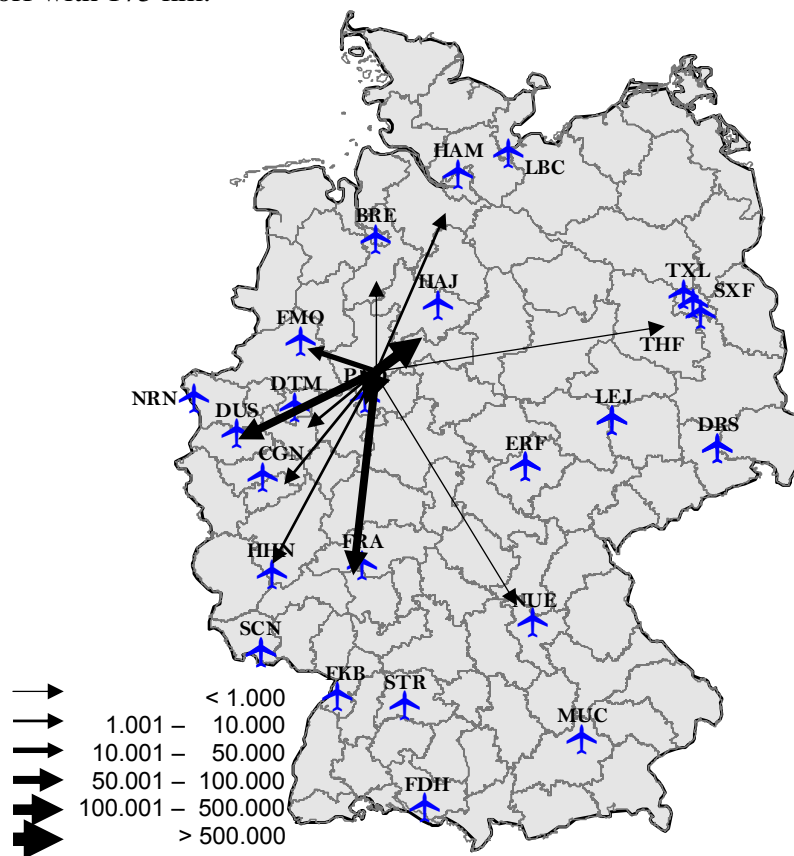 HAM
LBC
BRE
TXL
HAJ
SXF
FMO
THF
NRN
DTM
DUS
LEJ
DRS
CGN
ERF
FRA
HHN
NUE
SCN
FKB
STR
MUC
FDH
< 1.000
1.001 – 10.000
10.001 – 50.000
50.001 – 100.000
100.001 – 500.000
> 500.000